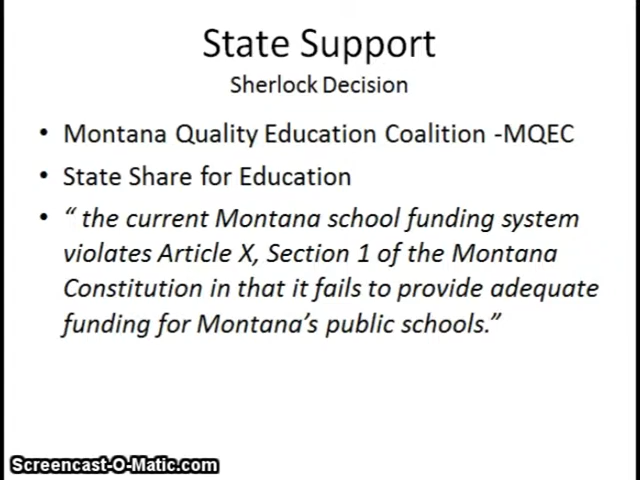 State Support
Sherlock Decision
• Montana Quality Education Coalition -MQEC
• State Share for Education
• “ the current Montana school funding system
violates Article X, Section 1 of the Montana
Constitution in that it fails to provide adequate
funding for Montana’s public schools.”
Screencast-O-Matic.com